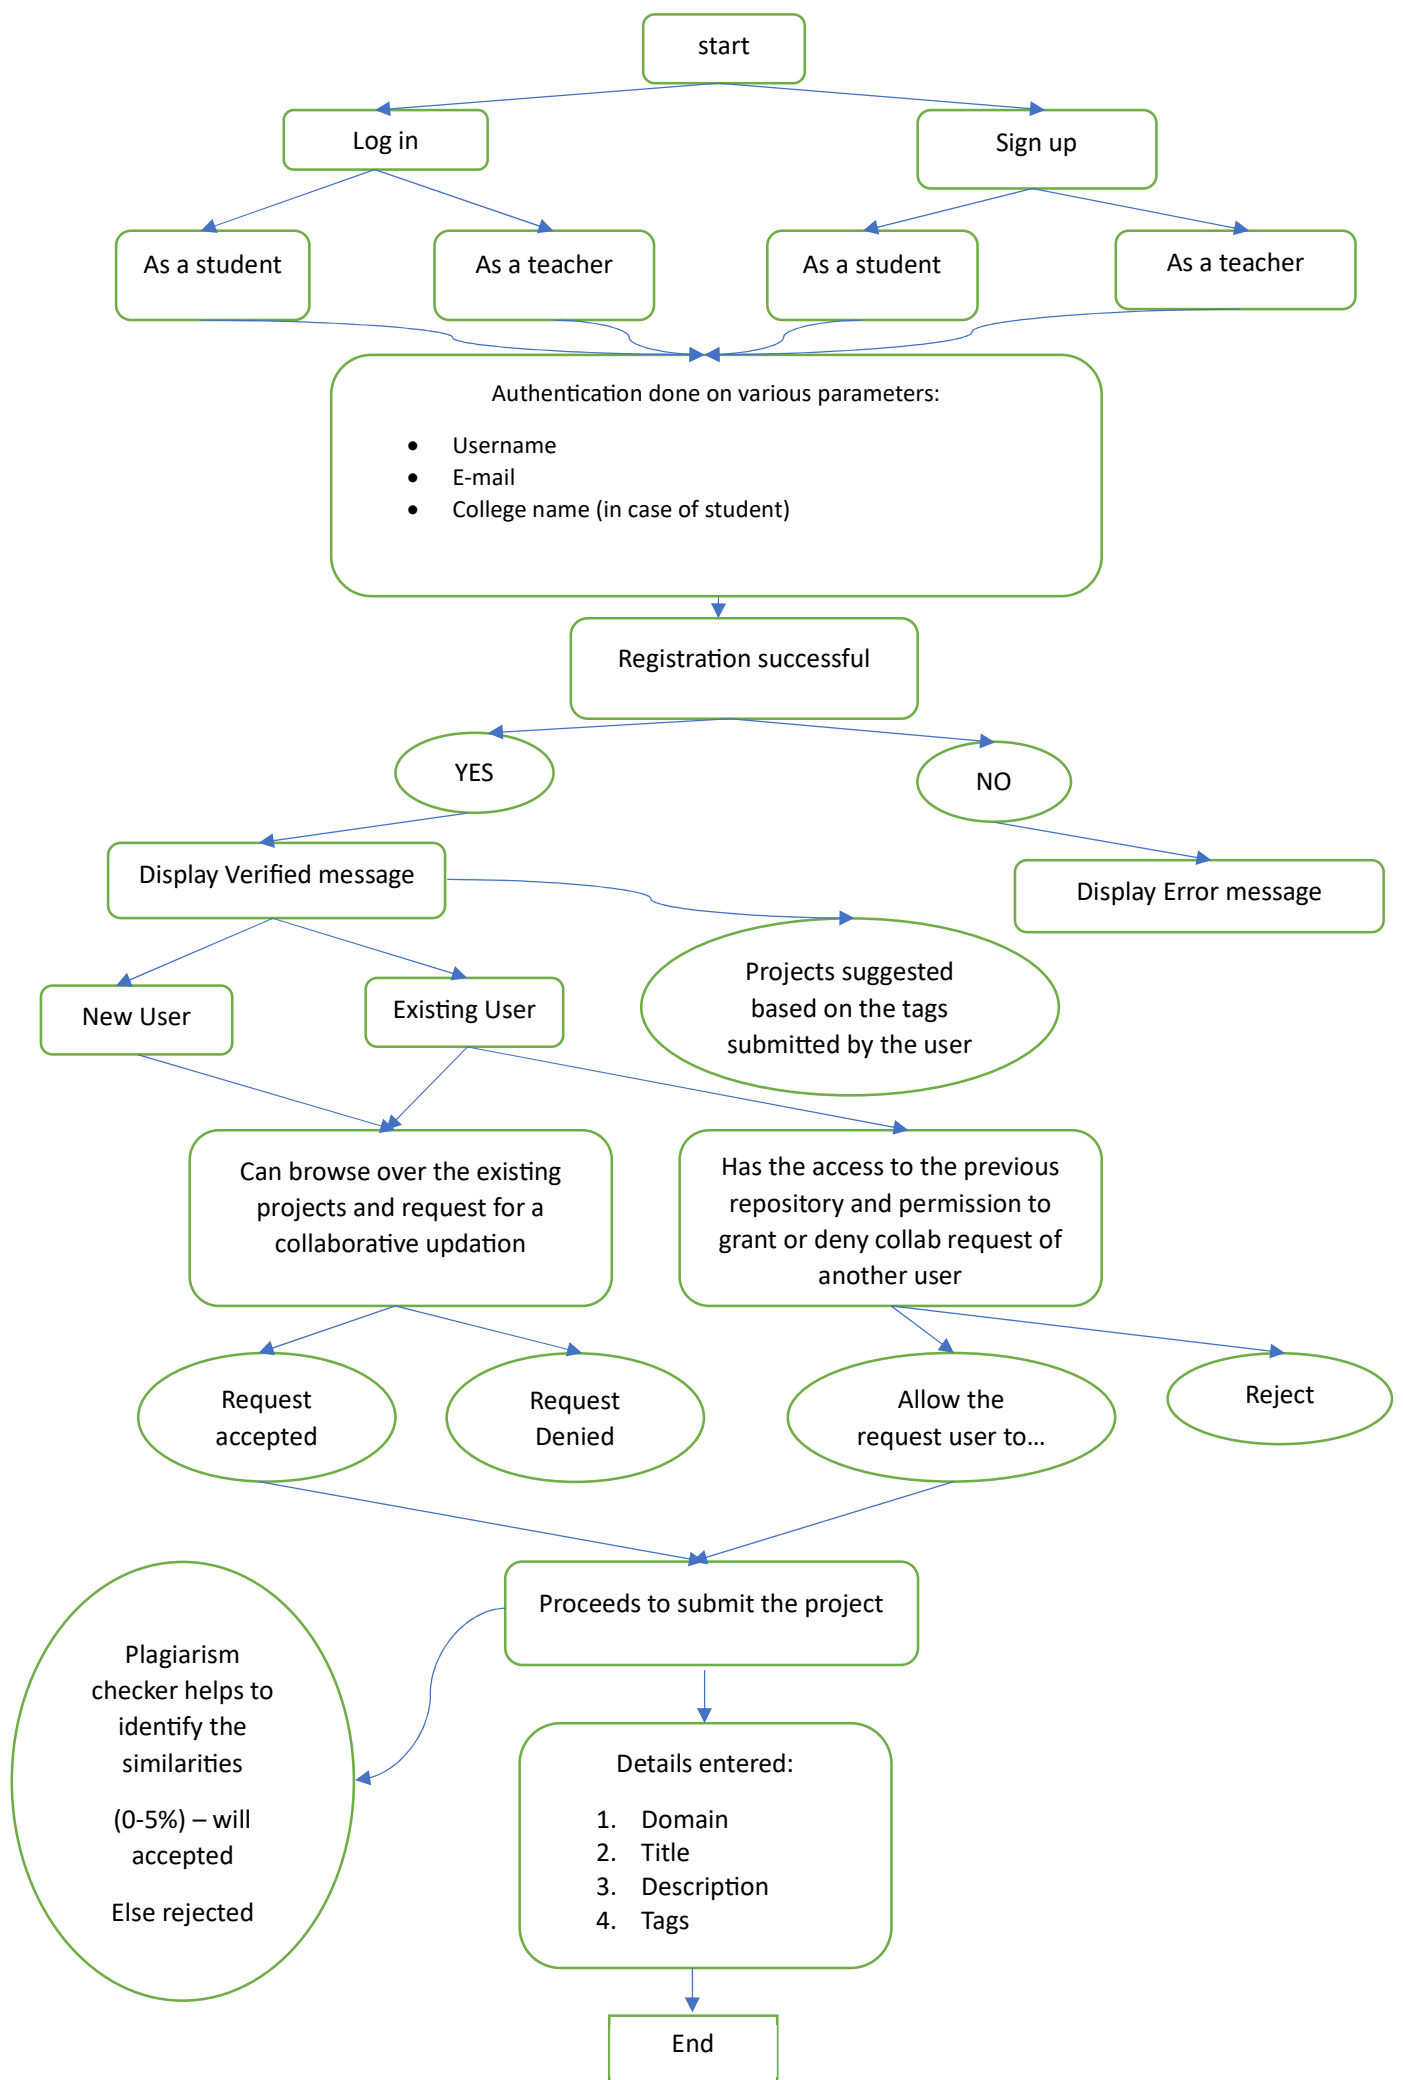 start
Log in
Sign up
As a student
As a teacher
As a student
As a teacher
Authentication done on various parameters:
• Username
• E-mail
• College name (in case of student)
Registration successful
YES
NO
Display Verified message
Display Error message
Projects suggested
based on the tags
submitted by the user
New User
Existing User
Can browse over the existing
projects and request for a
collaborative updation
Has the access to the previous
repository and permission to
grant or deny collab request of
another user
Request
accepted
Request
Denied
Allow the
request user to...
Reject
Proceeds to submit the project
Plagiarism
checker helps to
identify the
similarities
(0-5%) – will
accepted
Else rejected
Details entered:
1. Domain
2. Title
3. Description
4. Tags
End